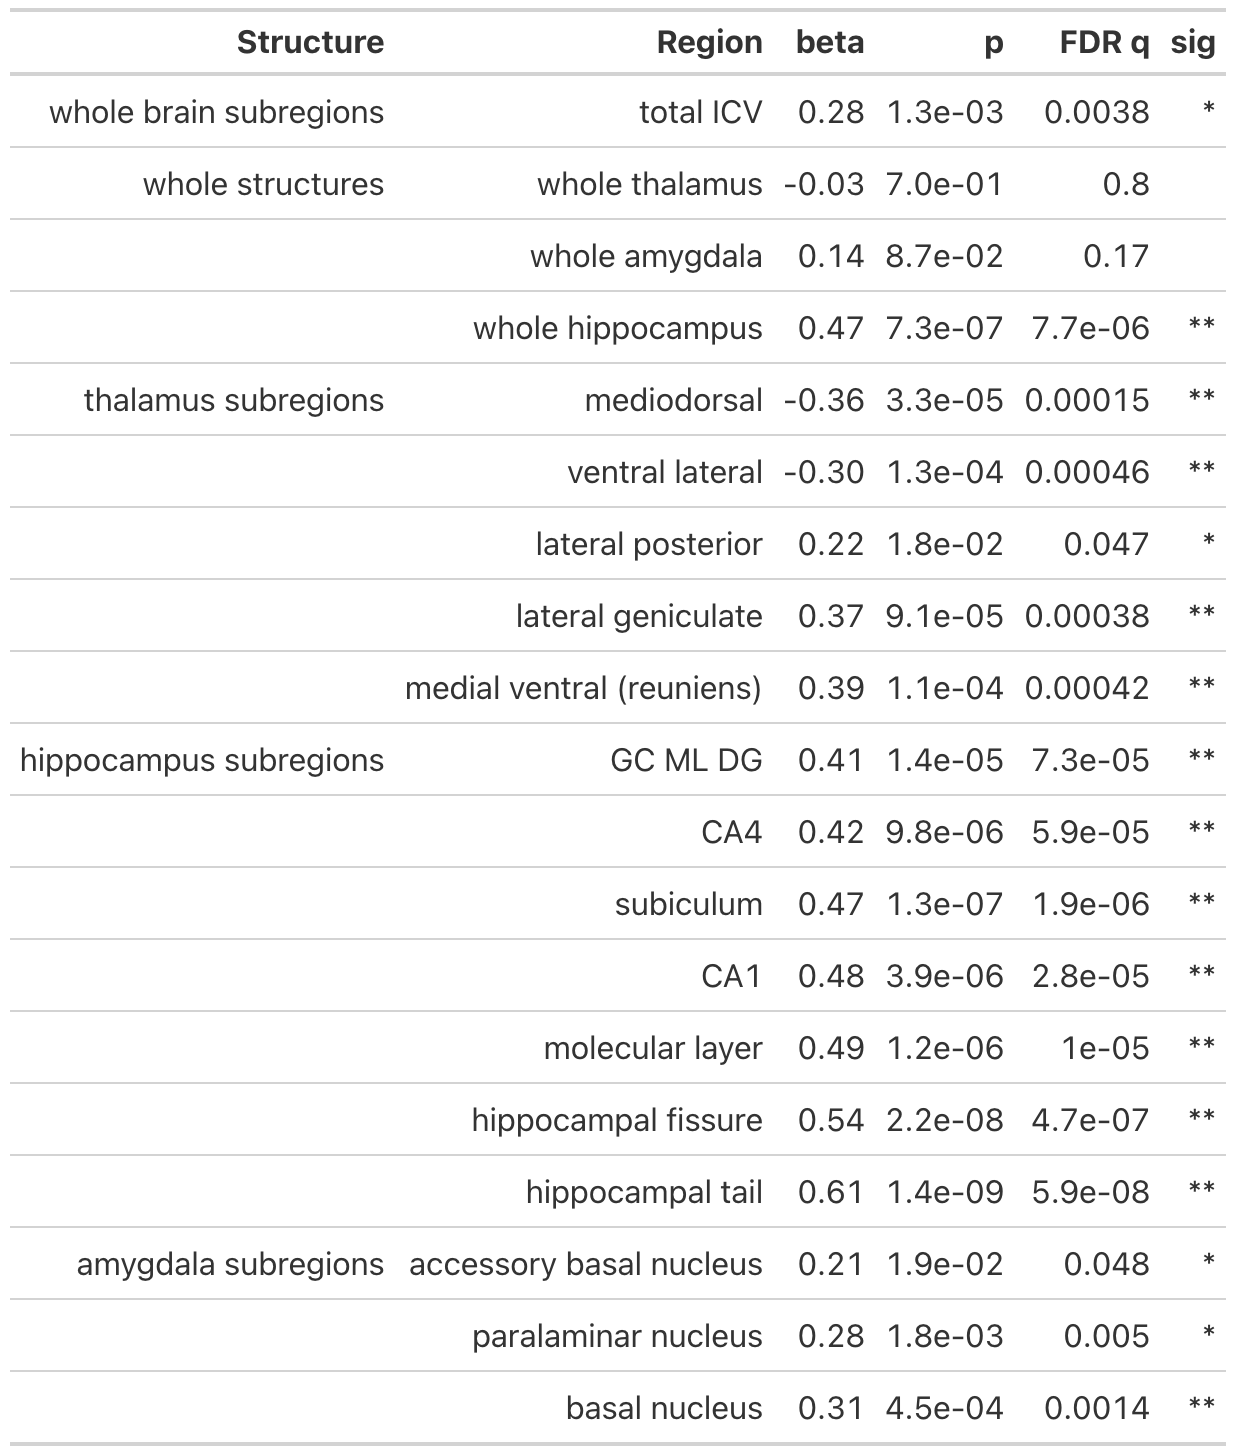 Structure Region beta p FDR q sig
whole brain subregions total ICV 0.28 1.3e-03 0.0038 *
whole structures whole thalamus -0.03 7.0e-01 0.8
whole amygdala 0.14 8.7e-02 0.17
whole hippocampus 0.47 7.3e-07 7.7e-06 **
thalamus subregions mediodorsal -0.36 3.3e-05 0.00015 **
ventral lateral -0.30 1.3e-04 0.00046 **
lateral posterior 0.22 1.8e-02 0.047 *
lateral geniculate 0.37 9.1e-05 0.00038 **
medial ventral (reuniens) 0.39 1.1e-04 0.00042 **
hippocampus subregions GC ML DG 0.41 1.4e-05 7.3e-05 **
CA4 0.42 9.8e-06 5.9e-05 **
subiculum 0.47 1.3e-07 1.9e-06 **
CA1 0.48 3.9e-06 2.8e-05 **
molecular layer 0.49 1.2e-06 1e-05 **
hippocampal fissure 0.54 2.2e-08 4.7e-07 **
hippocampal tail 0.61 1.4e-09 5.9e-08 **
amygdala subregions accessory basal nucleus 0.21 1.9e-02 0.048 *
paralaminar nucleus 0.28 1.8e-03 0.005 *
basal nucleus 0.31 4.5e-04 0.0014 **